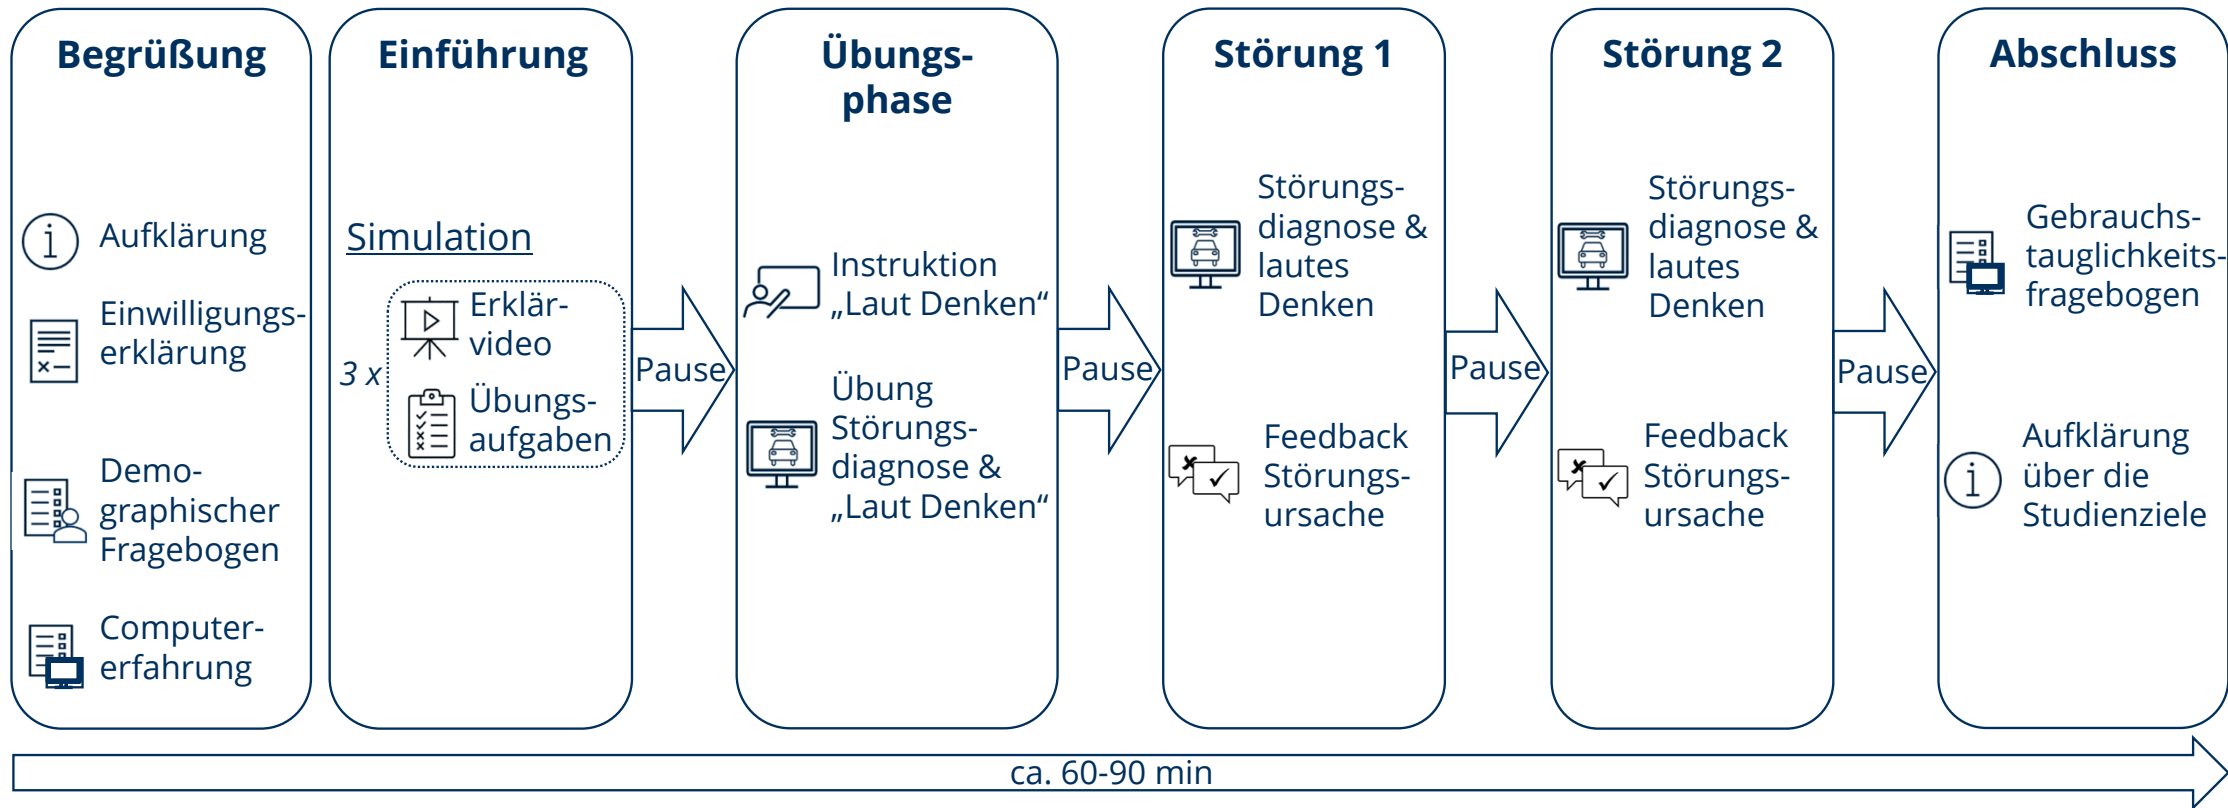 Begrüßung
Aufklärung
Einwilligungs-
erklärung
Demo-
graphischer
Fragebogen
Computer-
erfahrung
Einführung
Simulation
3 x
Erklär-
video
Übungs-
aufgaben
Pause
Übungs-
phase
Instruktion
„Laut Denken“
Übung
Störungs-
diagnose &
„Laut Denken“
Pause
Störung 1
Störungs-
diagnose &
lautes
Denken
Feedback
Störungs-
ursache
Pause
Störung 2
Störungs-
diagnose &
lautes
Denken
Feedback
Störungs-
ursache
Pause
Abschluss
Gebrauchs-
tauglichkeits-
fragebogen
Aufklärung
über die
Studienziele
ca. 60-90 min